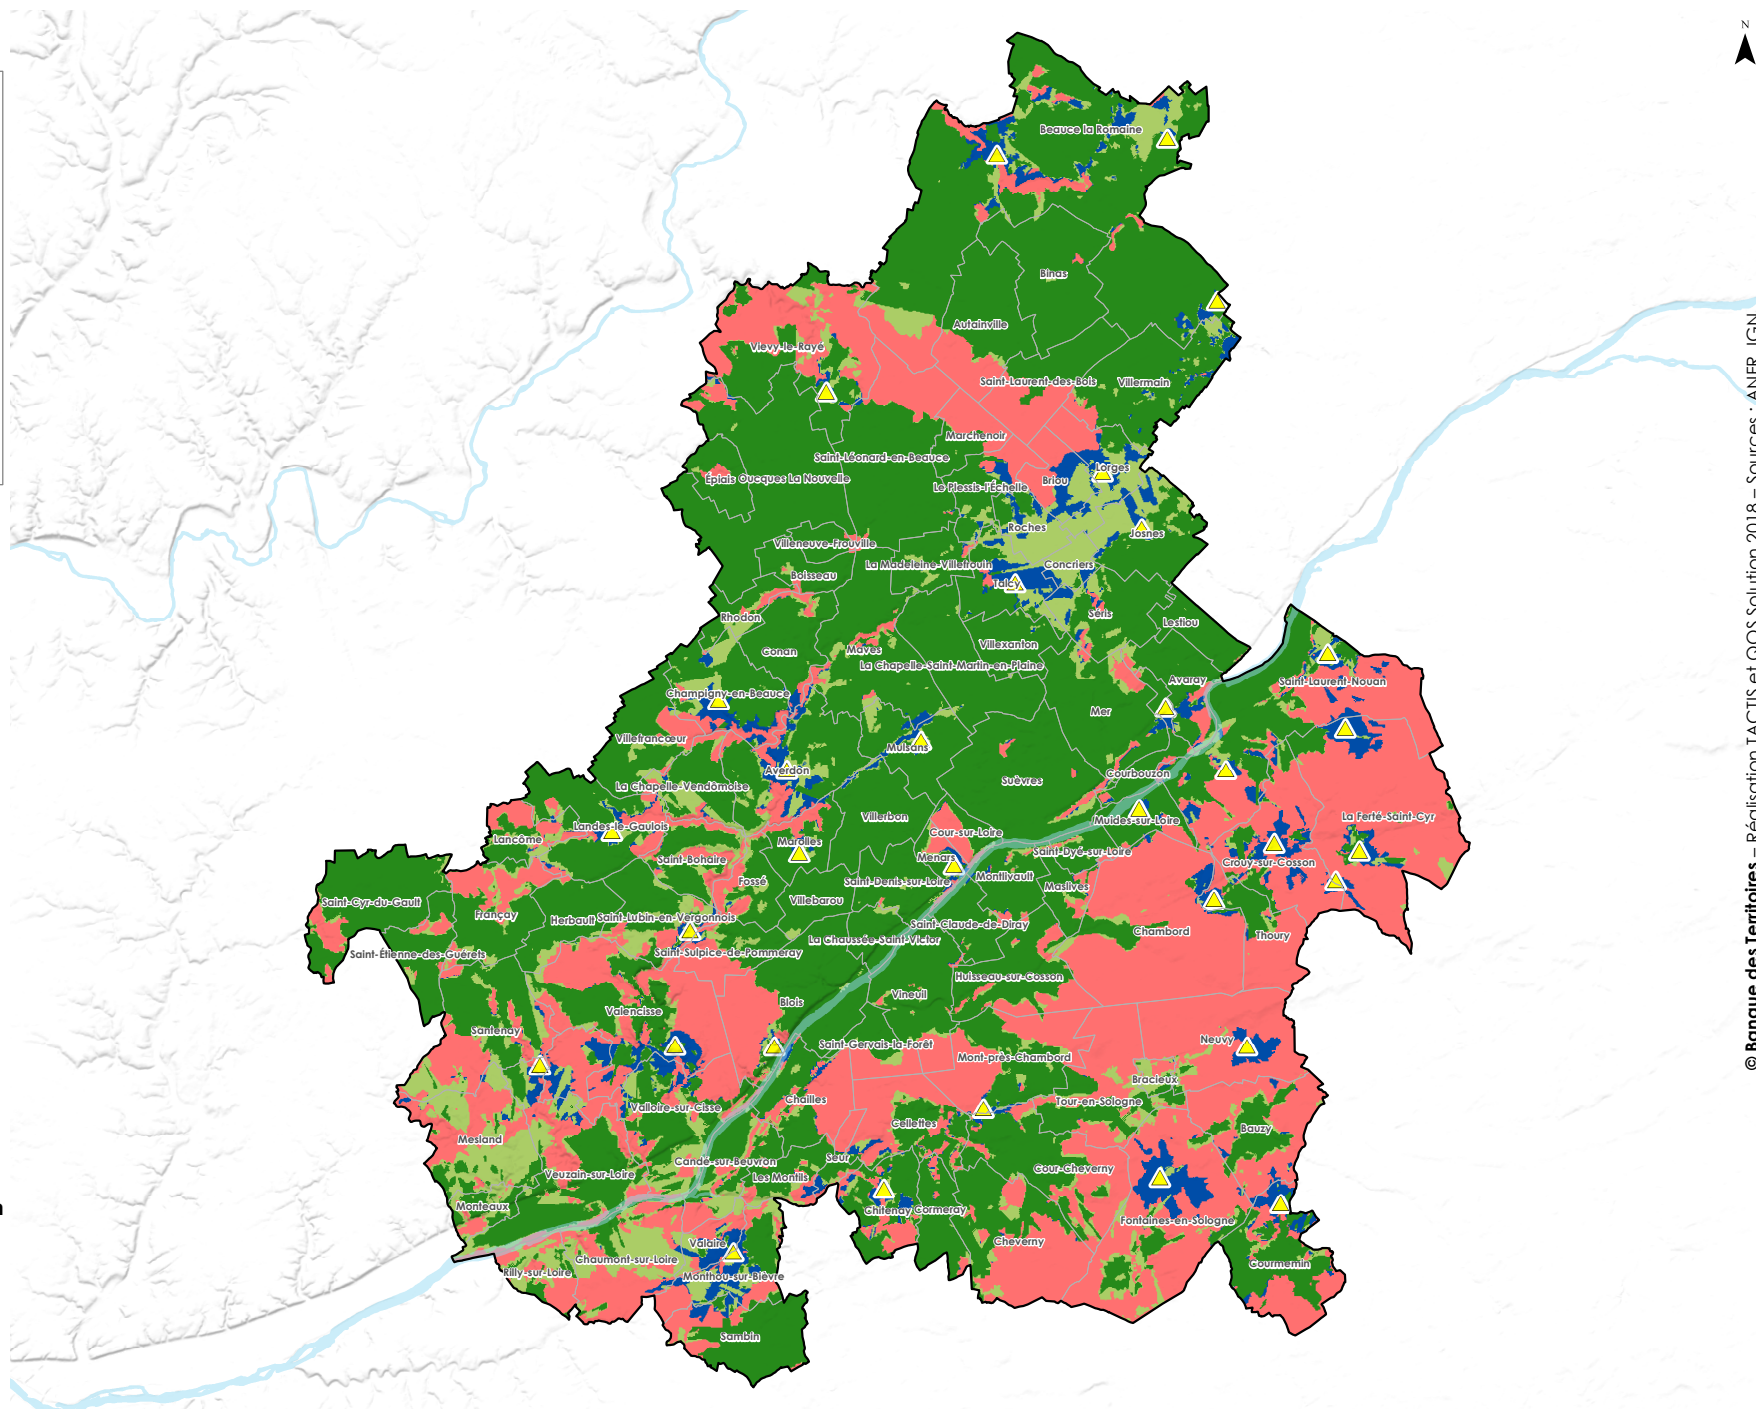 N
Beauce la Romaine
Binas
Autainville
Viévy-le-Rayé
Saint-Laurent-des-Bois
Villermain
Marchenoir
Saint-Léonard-en-Beauce
Lorges
Épiais
Oucques La Nouvelle
Briou
Le Plessis-l'Échelle
Roches
Josnes
Villeneuve-Frouville
La Madeleine-Villefrouin
Concriers
Boisseau
Talcy
Rhodon
Séris
Lestiou
Conan
Maves
Villexanton
La Chapelle-Saint-Martin-en-Plaine
Avaray
Saint-Laurent-Nouan
Champigny-en-Beauce
Mer
Villefrancœur
Mulsans
Averdon
Courbouzon
Suèvres
La Chapelle-Vendômoise
Villerbon
La Ferté-Saint-Cyr
Muides-sur-Loire
Landes-le-Gaulois
Cour-sur-Loire
Lancôme
Marolles
Saint-Dyé-sur-Loire
Saint-Bohaire
Menars
Crouy-sur-Cosson
Montlivault
Fossé
Saint-Denis-sur-Loire
Maslives
Saint-Cyr-du-Gault
Villebarou
Françay
Herbault
Saint-Lubin-en-Vergonnois
Saint-Claude-de-Diray
Chambord
Thoury
La Chaussée-Saint-Victor
Saint-Étienne-des-Guérets
Saint-Sulpice-de-Pommeray
Huisseau-sur-Cosson
Vineuil
Blois
Valencisse
Santenay
Neuvy
Saint-Gervais-la-Forêt
Mont-près-Chambord
Bracieux
Chailles
Tour-en-Sologne
Valloire-sur-Cisse
Cellettes
Bauzy
Mesland
Seur
Candé-sur-Beuvron
Cour-Cheverny
Veuzain-sur-Loire
Les Montils
Monteaux
Chitenay
Cormeray
Fontaines-en-Sologne
Valaire
Cheverny
Chaumont-sur-Loire
Courmemin
Rilly-sur-Loire
Monthou-sur-Bièvre
Sambin
© Banque des Territoires – Réalisation TACTIS et QOS Solution 2018 – Sources : ANFR, IGN